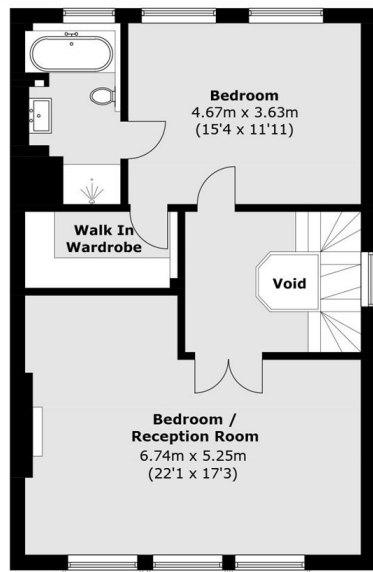 Bedroom
4.67m x 3.63m
(15'4 x 11'11)
Walk In
Wardrobe
Void
Bedroom /
Reception Room
6.74m x 5.25m
(22'1 x 17'3)